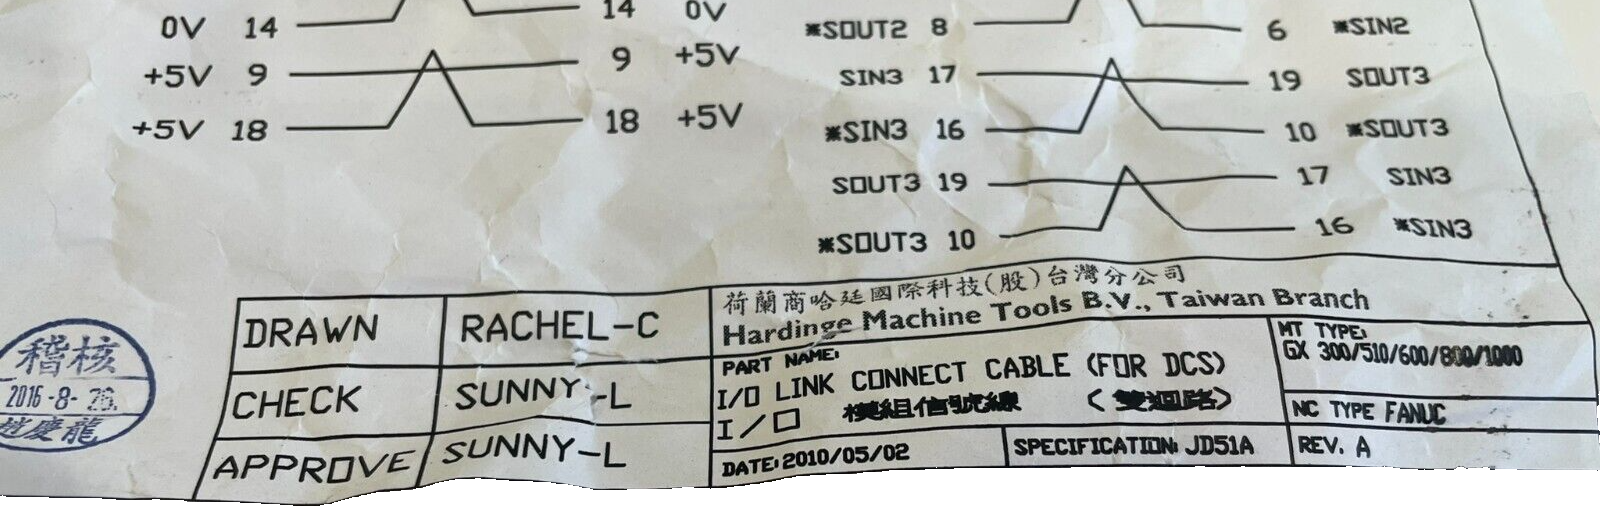 0V 14 14 0V
+5V 9 9 +5V
+5V 18 18 +5V
*SOUT2 8 6 *SIN2
SIN3 17 19 SOUT3
*SIN3 16 10 *SOUT3
SOUT3 19 17 SIN3
*SOUT3 10 16 *SIN3
稽核
2016-8-26.
趙慶龍
DRAWN RACHEL-C
CHECK SUNNY-L
APPROVE SUNNY-L
荷蘭商哈廷國際科技(股)台灣分公司
Hardinge Machine Tools B.V., Taiwan Branch
PART NAME:
I/O LINK CONNECT CABLE (FOR DCS)
I/O 模組信號線 (雙迴路)
DATE:2010/05/02
SPECIFICATION: JD51A
MT TYPE:
GX 300/510/600/800/1000
NC TYPE FANUC
REV. A